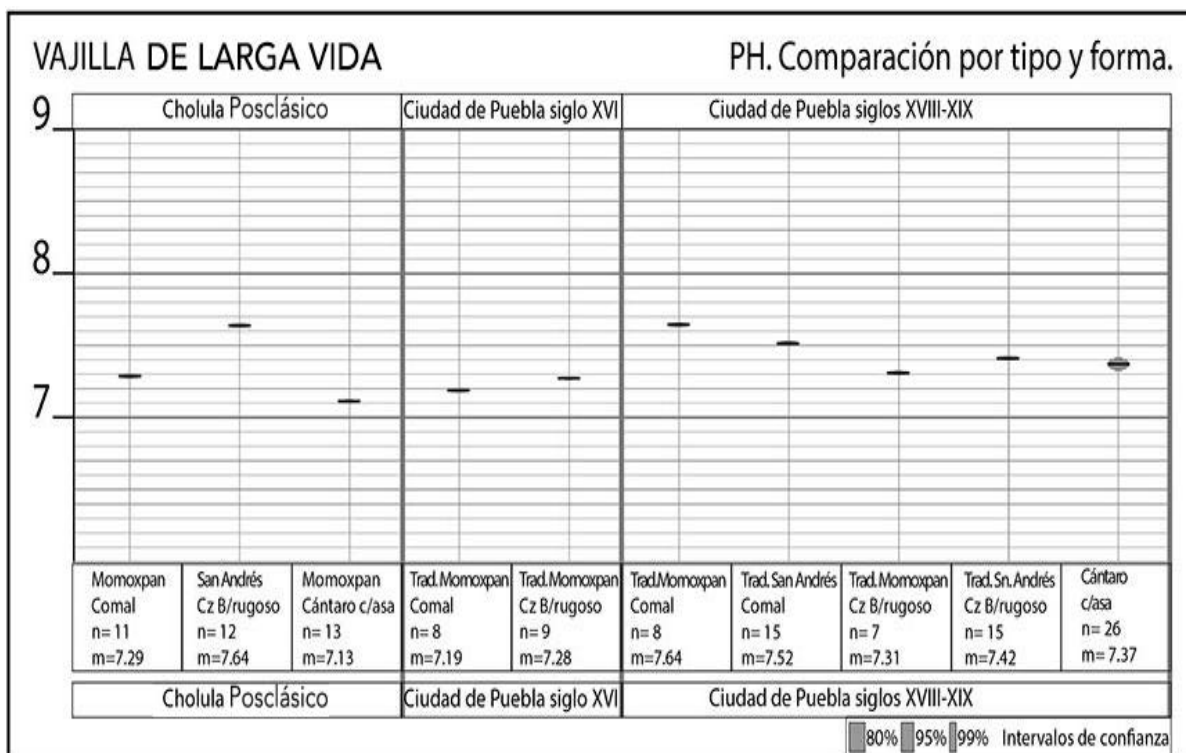 VAJILLA DE LARGA VIDA
PH. Comparación por tipo y forma.
Cholula Posclásico
Ciudad de Puebla siglo XVI
Ciudad de Puebla siglos XVIII-XIX
9
8
7
Momoxpan
Comal
n= 11
m=7.29
San Andrés
Cz B/rugoso
n= 12
m=7.64
Momoxpan
Cántaro c/asa
n= 13
m=7.13
Trad.Momoxpan
Comal
n= 8
m=7.19
Trad.Momoxpan
Cz B/rugoso
n= 9
m=7.28
Trad.Momoxpan
Comal
n= 8
m=7.64
Trad. San Andrés
Comal
n= 15
m=7.52
Trad.Momoxpan
Cz B/rugoso
n= 7
m=7.31
Trad. Sn. Andrés
Cz B/rugoso
n= 15
m=7.42
Cántaro
c/asa
n= 26
m= 7.37
Cholula Posclásico
Ciudad de Puebla siglo XVI
Ciudad de Puebla siglos XVIII-XIX
80% 95% 99% Intervalos de confianza